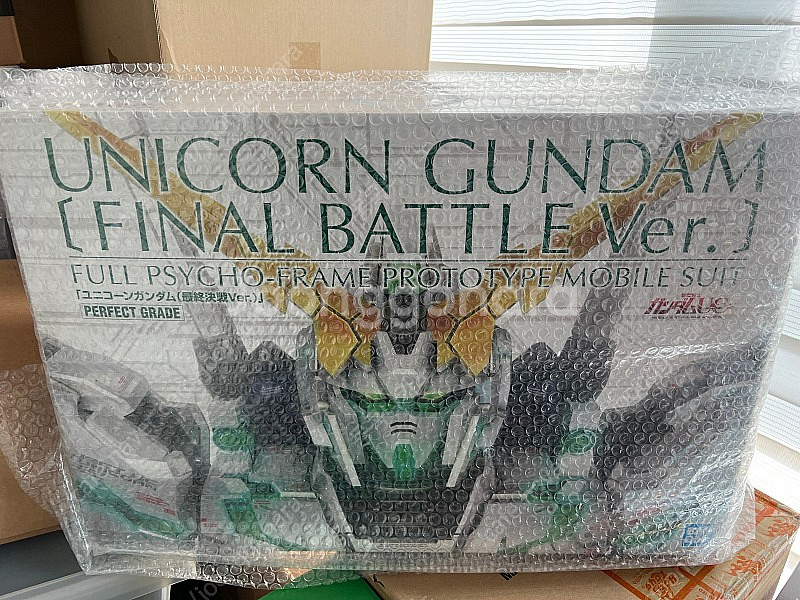 UNICORN GUNDAM
[FINAL BATTLE Ver.]
FULL PSYCHO-FRAME PROTOTYPE MOBILE SUIT
「ユニコーンガンダム(最終決戦Ver.)」
PERFECT GRADE
ガンダムUC